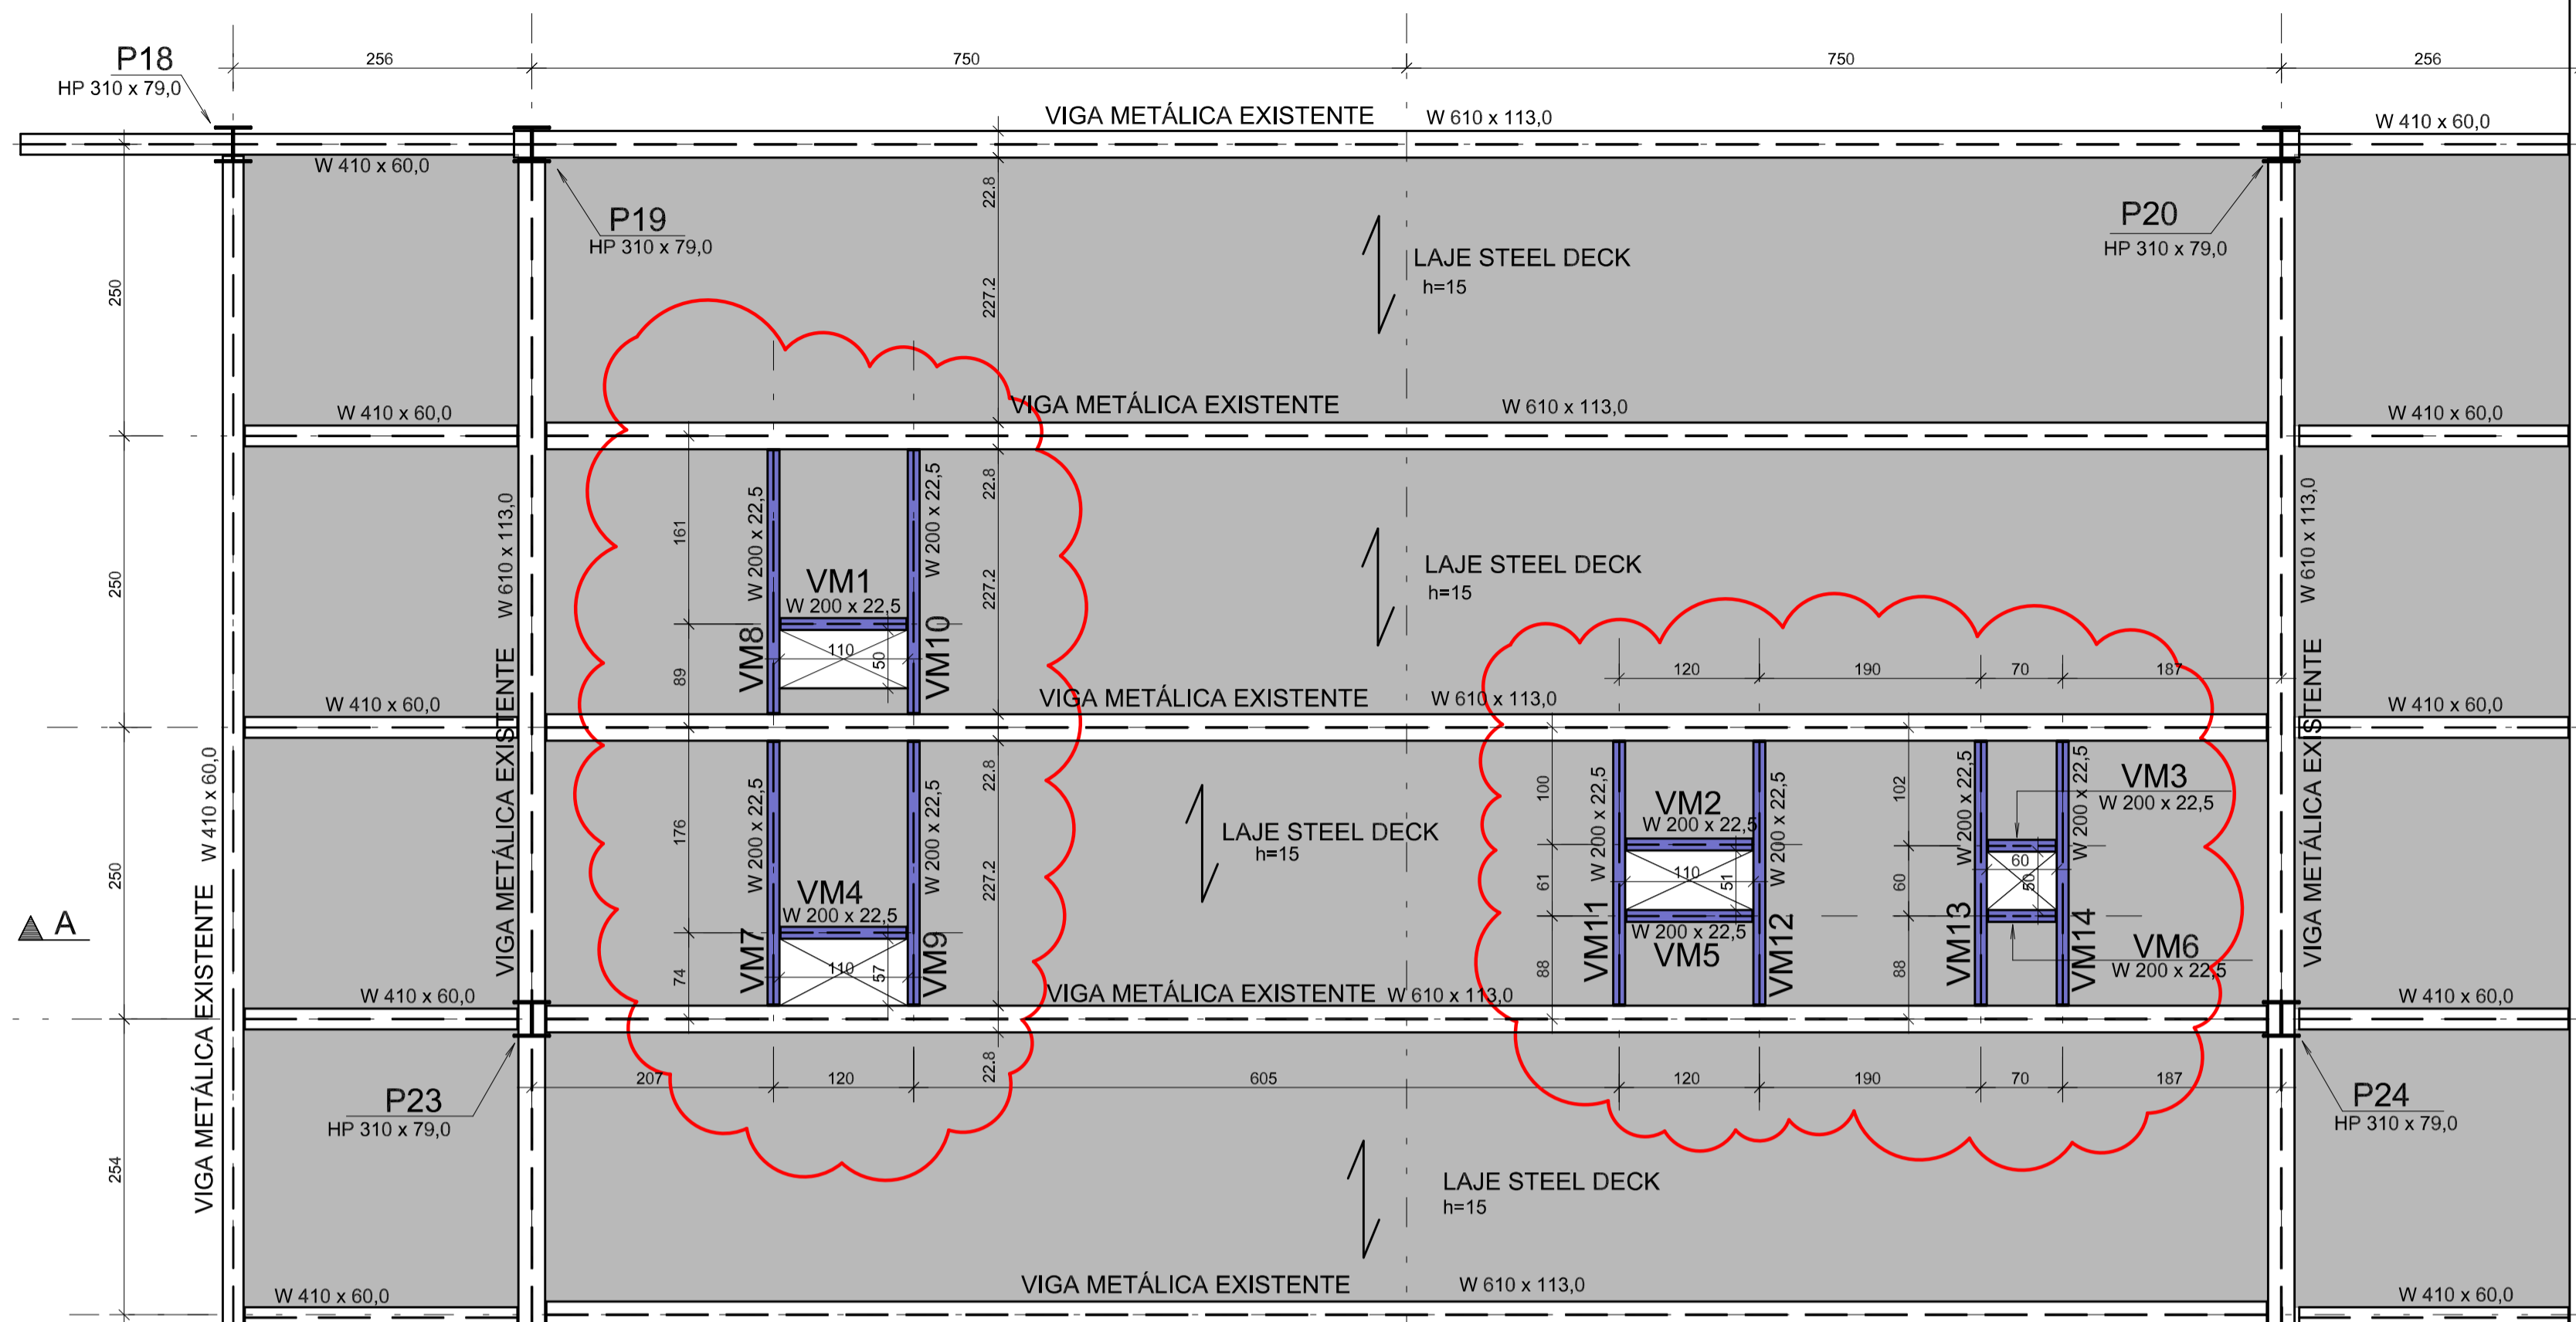 256
750
750
256
P18
HP 310 x 79,0
VIGA METÁLICA EXISTENTE W 610 x 113,0
W 410 x 60,0
W 410 x 60,0
22.8
P19
HP 310 x 79,0
P20
HP 310 x 79,0
LAJE STEEL DECK
h=15
250
227.2
W 410 x 60,0
VIGA METÁLICA EXISTENTE
W 610 x 113,0
W 410 x 60,0
22.8
W 200 x 22,5
W 200 x 22,5
161
W 610 x 113,0
VIGA METÁLICA EXISTENTE
W 610 x 113,0
VIGA METÁLICA EXISTENTE
LAJE STEEL DECK
h=15
250
227.2
VM1
W 200 x 22,5
VM8
VM10
110
50
89
120
190
70
187
W 410 x 60,0
VIGA METÁLICA EXISTENTE
W 610 x 113,0
W 410 x 60,0
22.8
W 200 x 22,5
W 200 x 22,5
176
W 410 x 60,0
VIGA METÁLICA EXISTENTE
LAJE STEEL DECK
h=15
250
227.2
VM4
W 200 x 22,5
VM7
VM9
110
57
74
100
W 200 x 22,5
W 200 x 22,5
VM2
W 200 x 22,5
110
51
61
W 200 x 22,5
VM5
VM11
VM12
88
102
W 200 x 22,5
W 200 x 22,5
VM3
W 200 x 22,5
60
50
60
VM13
VM14
VM6
W 200 x 22,5
88
A
W 410 x 60,0
VIGA METÁLICA EXISTENTE W 610 x 113,0
W 410 x 60,0
22.8
207
120
605
120
190
70
187
P23
HP 310 x 79,0
P24
HP 310 x 79,0
254
LAJE STEEL DECK
h=15
W 410 x 60,0
VIGA METÁLICA EXISTENTE
W 610 x 113,0
W 410 x 60,0